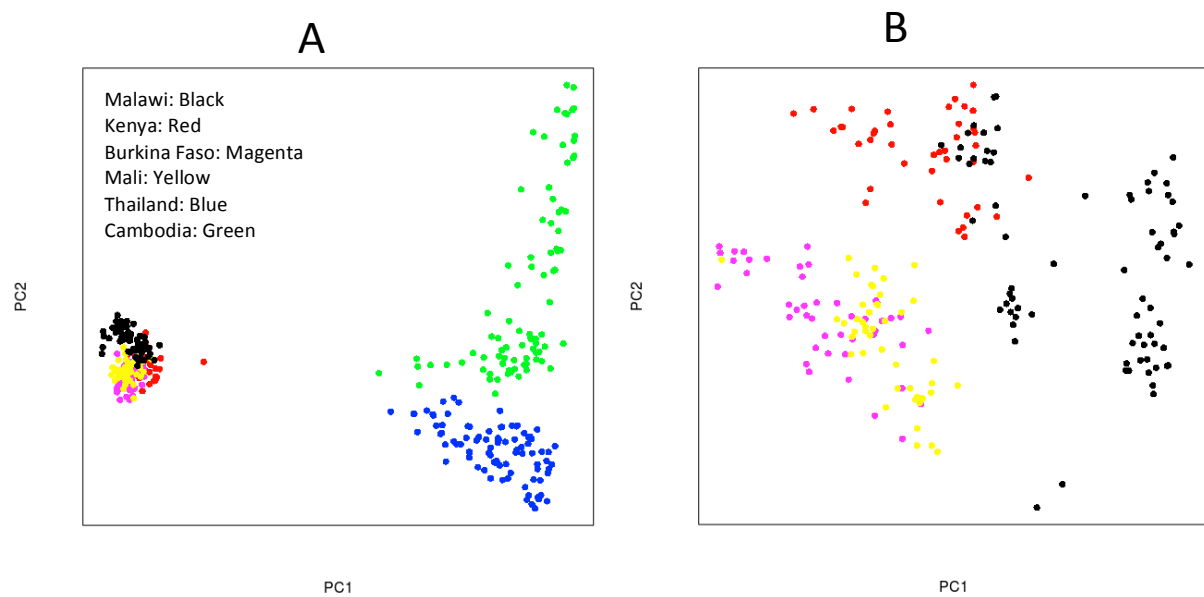 A
B
Malawi: Black
Kenya: Red
Burkina Faso: Magenta
Mali: Yellow
Thailand: Blue
Cambodia: Green
PC2
PC2
PC1
PC1